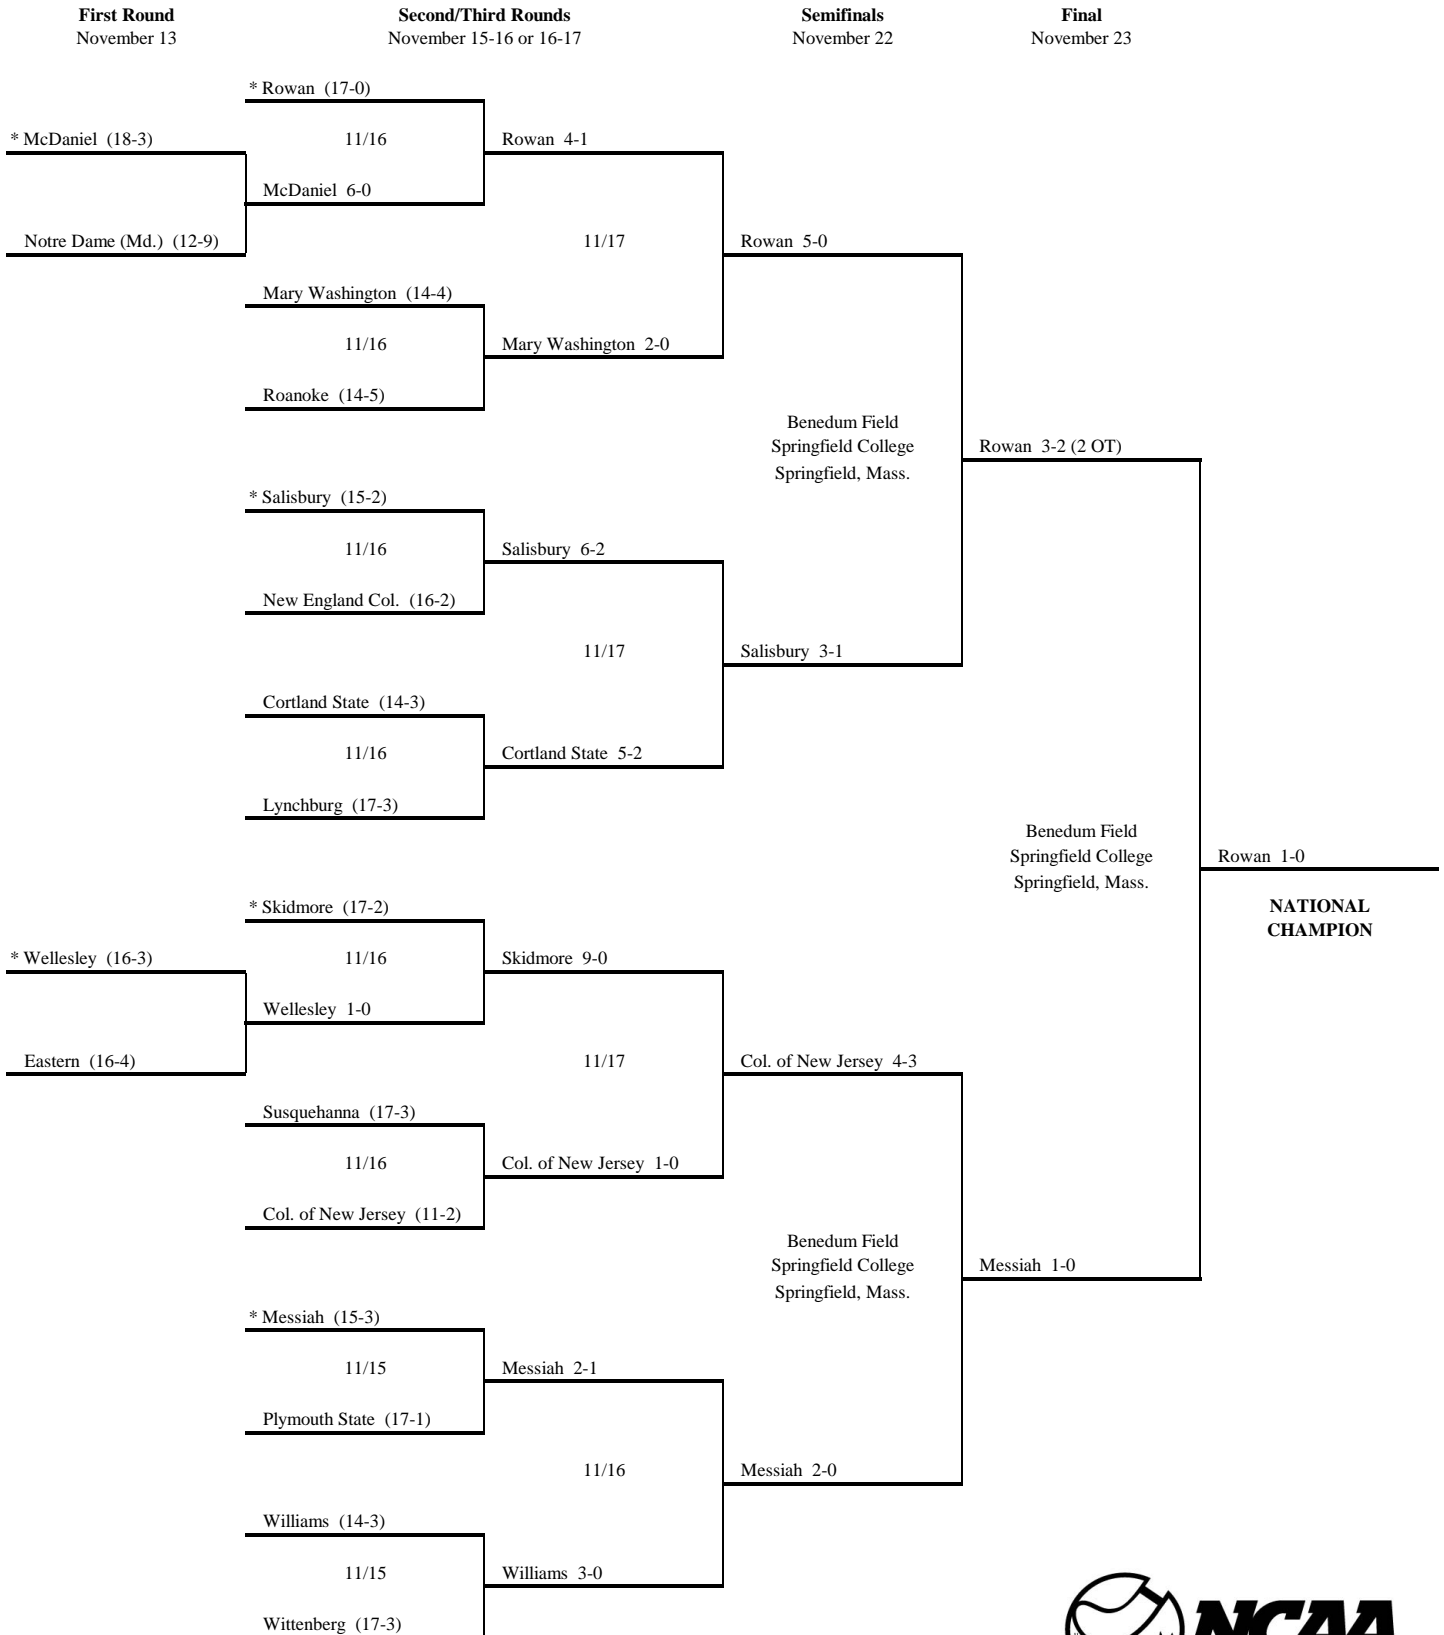 First Round
November 13
Second/Third Rounds
November 15-16 or 16-17
Semifinals
November 22
Final
November 23
* Rowan (17-0)
* McDaniel (18-3)
11/16
Rowan 4-1
McDaniel 6-0
Notre Dame (Md.) (12-9)
11/17
Rowan 5-0
Mary Washington (14-4)
11/16
Mary Washington 2-0
Roanoke (14-5)
Benedum Field
Springfield College
Springfield, Mass.
Rowan 3-2 (2 OT)
* Salisbury (15-2)
11/16
Salisbury 6-2
New England Col. (16-2)
11/17
Salisbury 3-1
Cortland State (14-3)
11/16
Cortland State 5-2
Lynchburg (17-3)
Benedum Field
Springfield College
Springfield, Mass.
Rowan 1-0
NATIONAL
CHAMPION
* Skidmore (17-2)
* Wellesley (16-3)
11/16
Skidmore 9-0
Wellesley 1-0
Eastern (16-4)
11/17
Col. of New Jersey 4-3
Susquehanna (17-3)
11/16
Col. of New Jersey 1-0
Col. of New Jersey (11-2)
Benedum Field
Springfield College
Springfield, Mass.
Messiah 1-0
* Messiah (15-3)
11/15
Messiah 2-1
Plymouth State (17-1)
11/16
Messiah 2-0
Williams (14-3)
11/15
Williams 3-0
Wittenberg (17-3)
NCAA